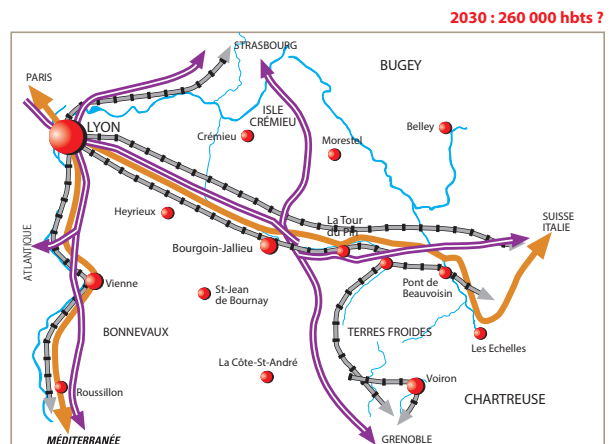 2030 : 260 000 hbts ?
STRASBOURG
BUGEY
PARIS
ISLE
CRÉMIEU
LYON
Crémieu
Belley
Morestel
Heyrieux
La Tour
du Pin
SUISSE
ITALIE
ATLANTIQUE
Bourgoin-Jallieu
Vienne
St-Jean
de Bournay
Pont de
Beauvoisin
BONNEVAUX
TERRES FROIDES
Les Echelles
La Côte-St-André
Voiron
Roussillon
CHARTREUSE
MÉDITERRANÉE
GRENOBLE